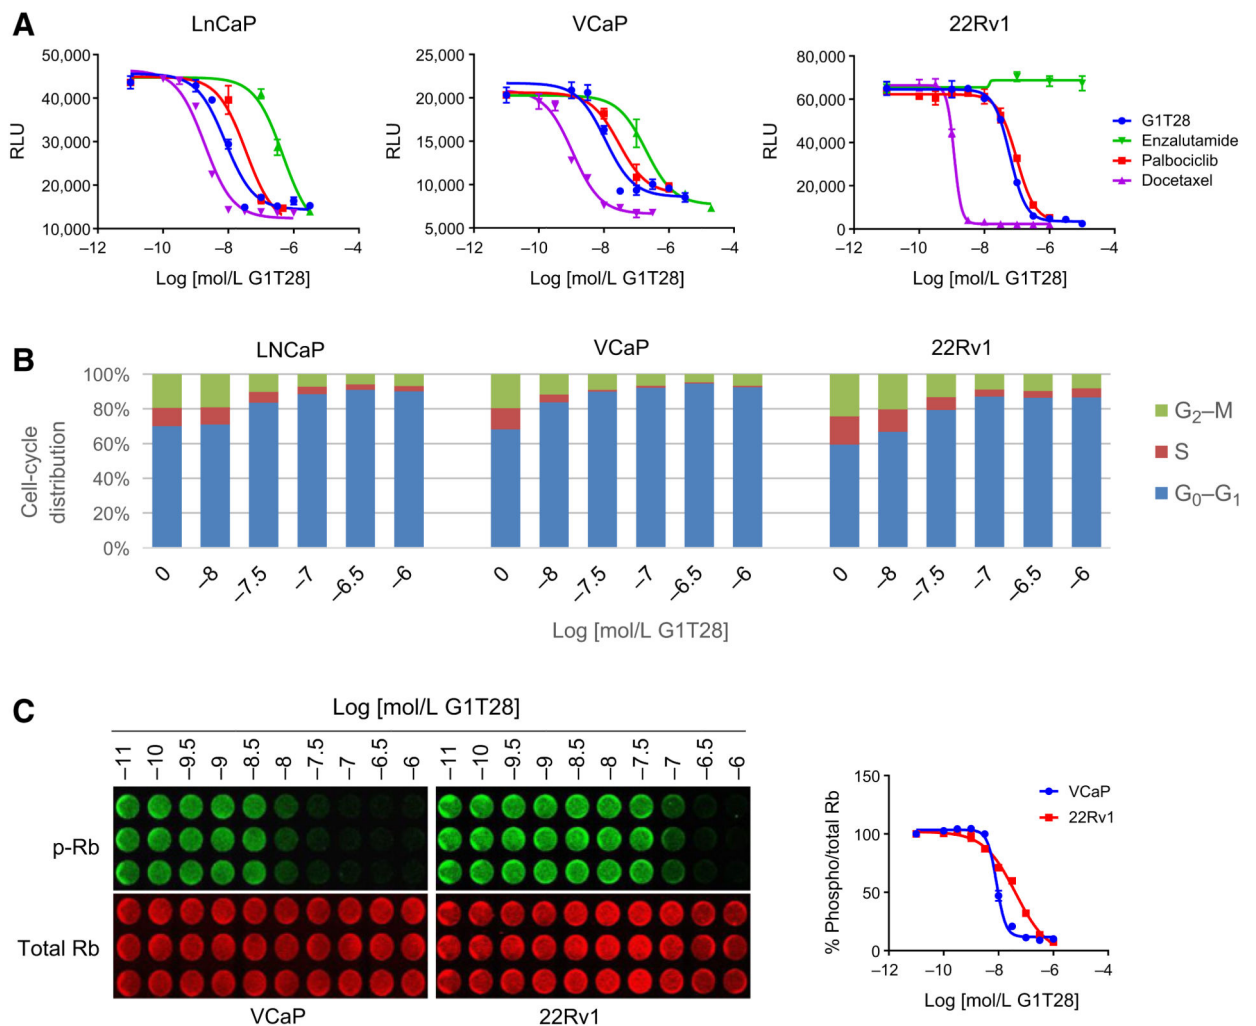 A
LnCaP
VCaP
22Rv1
RLU
50,000
40,000
30,000
20,000
10,000
−12
−10
−8
−6
−4
Log [mol/L G1T28]
RLU
25,000
20,000
15,000
10,000
5,000
−12
−10
−8
−6
−4
Log [mol/L G1T28]
RLU
80,000
60,000
40,000
20,000
0
−12
−10
−8
−6
−4
Log [mol/L G1T28]
G1T28
Enzalutamide
Palbociclib
Docetaxel
B
LNCaP
VCaP
22Rv1
Cell-cycle
distribution
100%
80%
60%
40%
20%
0%
0
−8
−7.5
−7
−6.5
−6
0
−8
−7.5
−7
−6.5
−6
0
−8
−7.5
−7
−6.5
−6
Log [mol/L G1T28]
G2–M
S
G0–G1
C
Log [mol/L G1T28]
−11
−10
−9.5
−9
−8.5
−8
−7.5
−7
−6.5
−6
−11
−10
−9.5
−9
−8.5
−8
−7.5
−7
−6.5
−6
p-Rb
Total Rb
VCaP
22Rv1
% Phospho/total Rb
150
100
50
0
−12
−10
−8
−6
−4
Log [mol/L G1T28]
VCaP
22Rv1